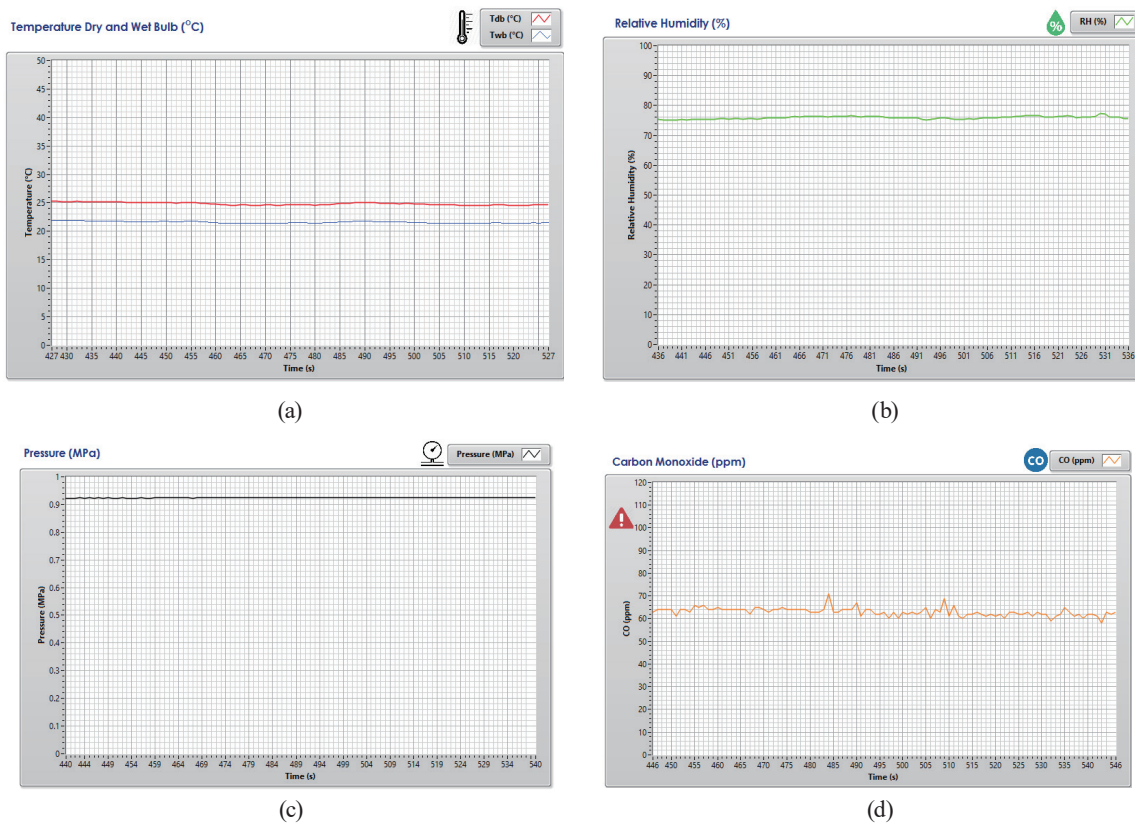 Temperature Dry and Wet Bulb (°C)
Tdb (°C)
Twb (°C)
50
45
40
35
30
25
20
15
10
5
0
Temperature (°C)
427 430 435 440 445 450 455 460 465 470 475 480 485 490 495 500 505 510 515 520 527
Time (s)
(a)
Relative Humidity (%)
%
RH (%)
100
90
80
70
60
50
40
30
20
10
0
Relative Humidity (%)
436 441 446 451 456 461 466 471 476 481 486 491 496 501 506 511 516 521 526 531 536
Time (s)
(b)
Pressure (MPa)
Pressure (MPa)
1
0.9
0.8
0.7
0.6
0.5
0.4
0.3
0.2
0.1
0
Pressure (MPa)
440 444 449 454 459 464 469 474 479 484 489 494 499 504 509 514 519 524 529 534 540
Time (s)
(c)
Carbon Monoxide (ppm)
CO
CO (ppm)
!
120
110
100
90
80
70
60
50
40
30
20
10
0
CO (ppm)
446 450 455 460 465 470 475 480 485 490 495 500 505 510 515 520 525 530 535 540 546
Time (s)
(d)